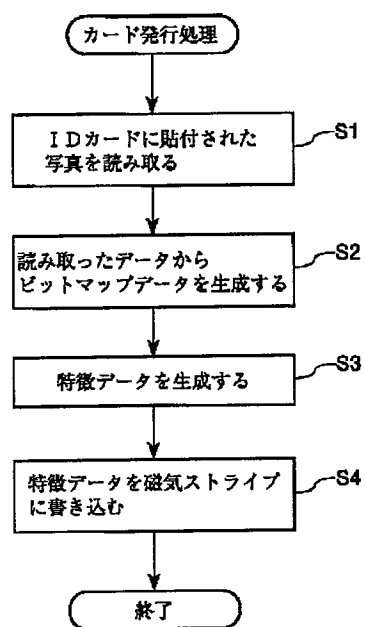 カード発行処理
IDカードに貼付された
写真を読み取る
S1
読み取ったデータから
ビットマップデータを生成する
S2
特徴データを生成する
S3
特徴データを磁気ストライプ
に書き込む
S4
終了